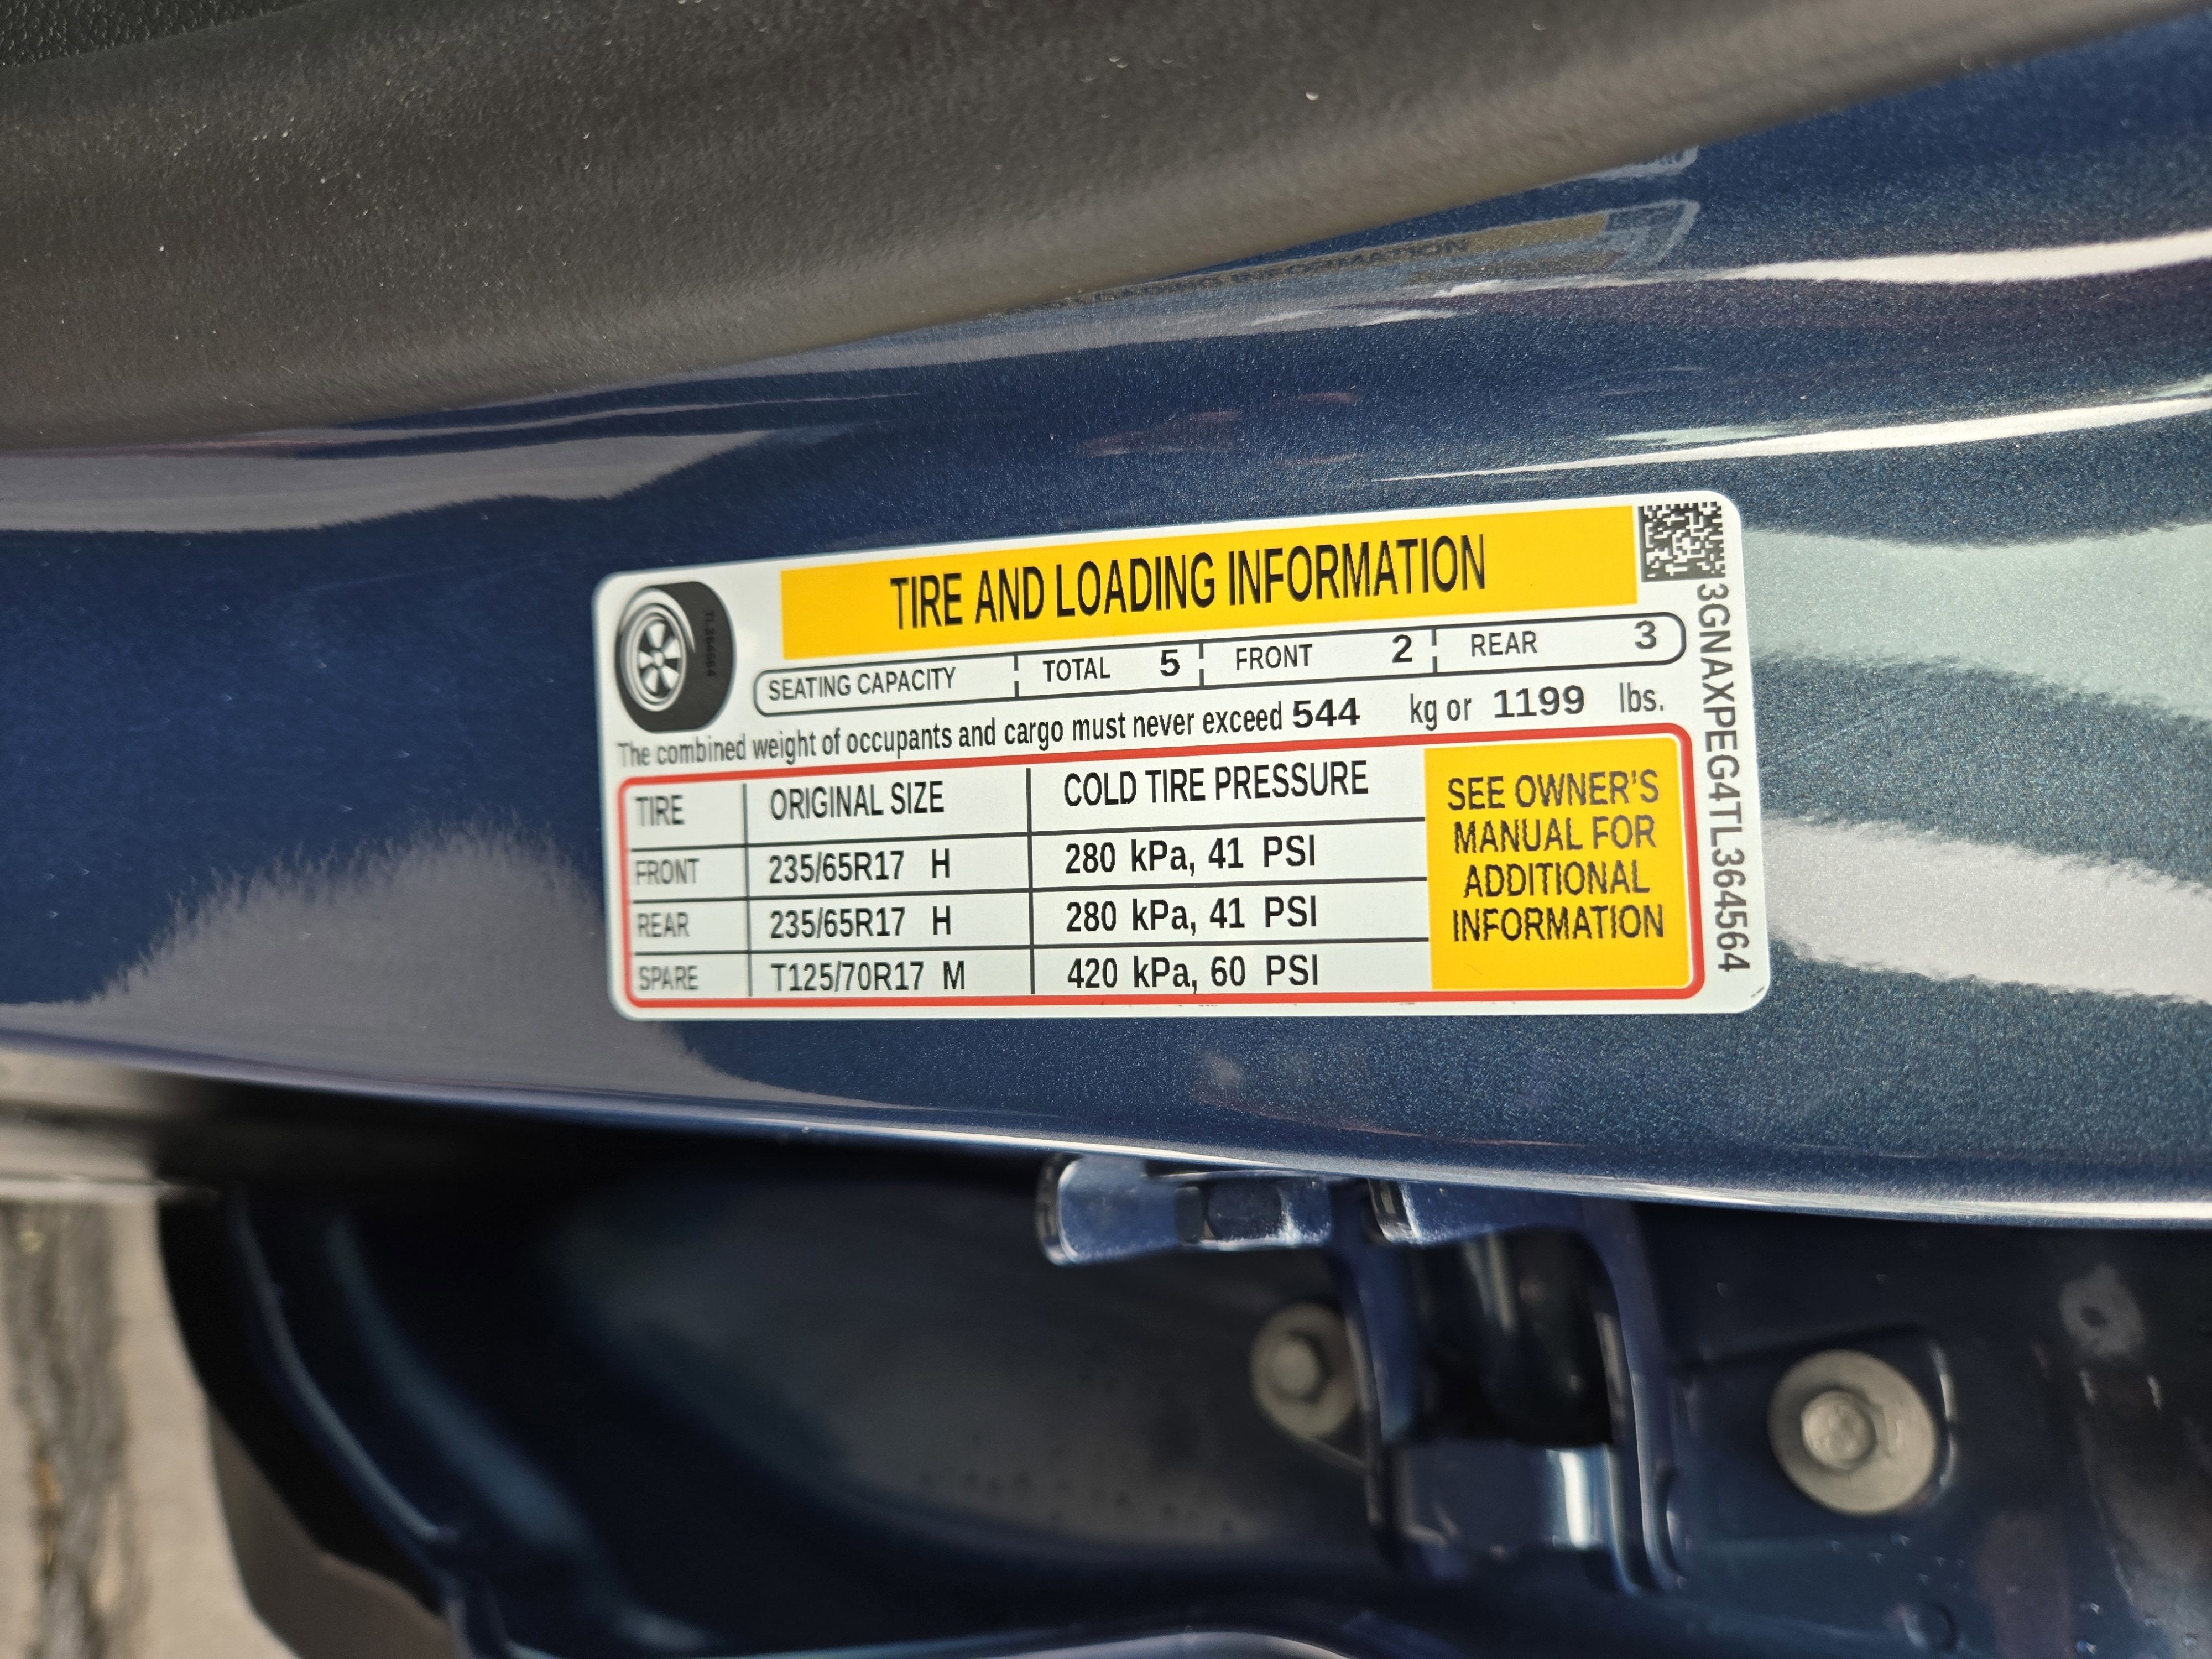 TIRE AND LOADING INFORMATION
SEATING CAPACITY TOTAL 5 FRONT 2 REAR 3
The combined weight of occupants and cargo must never exceed 544 kg or 1199 lbs.
TIRE ORIGINAL SIZE COLD TIRE PRESSURE
FRONT 235/65R17 H 280 kPa, 41 PSI
REAR 235/65R17 H 280 kPa, 41 PSI
SPARE T125/70R17 M 420 kPa, 60 PSI
SEE OWNER'S
MANUAL FOR
ADDITIONAL
INFORMATION
3GNAXPEG4TL364564